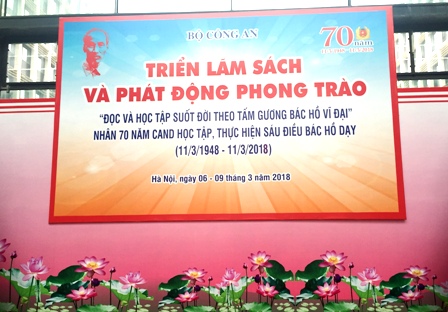 BỘ CÔNG AN
70 năm
TRIỂN LÃM SÁCH
VÀ PHÁT ĐỘNG PHONG TRÀO
"ĐỌC VÀ HỌC TẬP SUỐT ĐỜI THEO TẤM GƯƠNG BÁC HỒ VĨ ĐẠI"
NHÂN 70 NĂM CAND HỌC TẬP, THỰC HIỆN SÁU ĐIỀU BÁC HỒ DẠY
(11/3/1948 - 11/3/2018)
Hà Nội, ngày 06 - 09 tháng 3 năm 2018